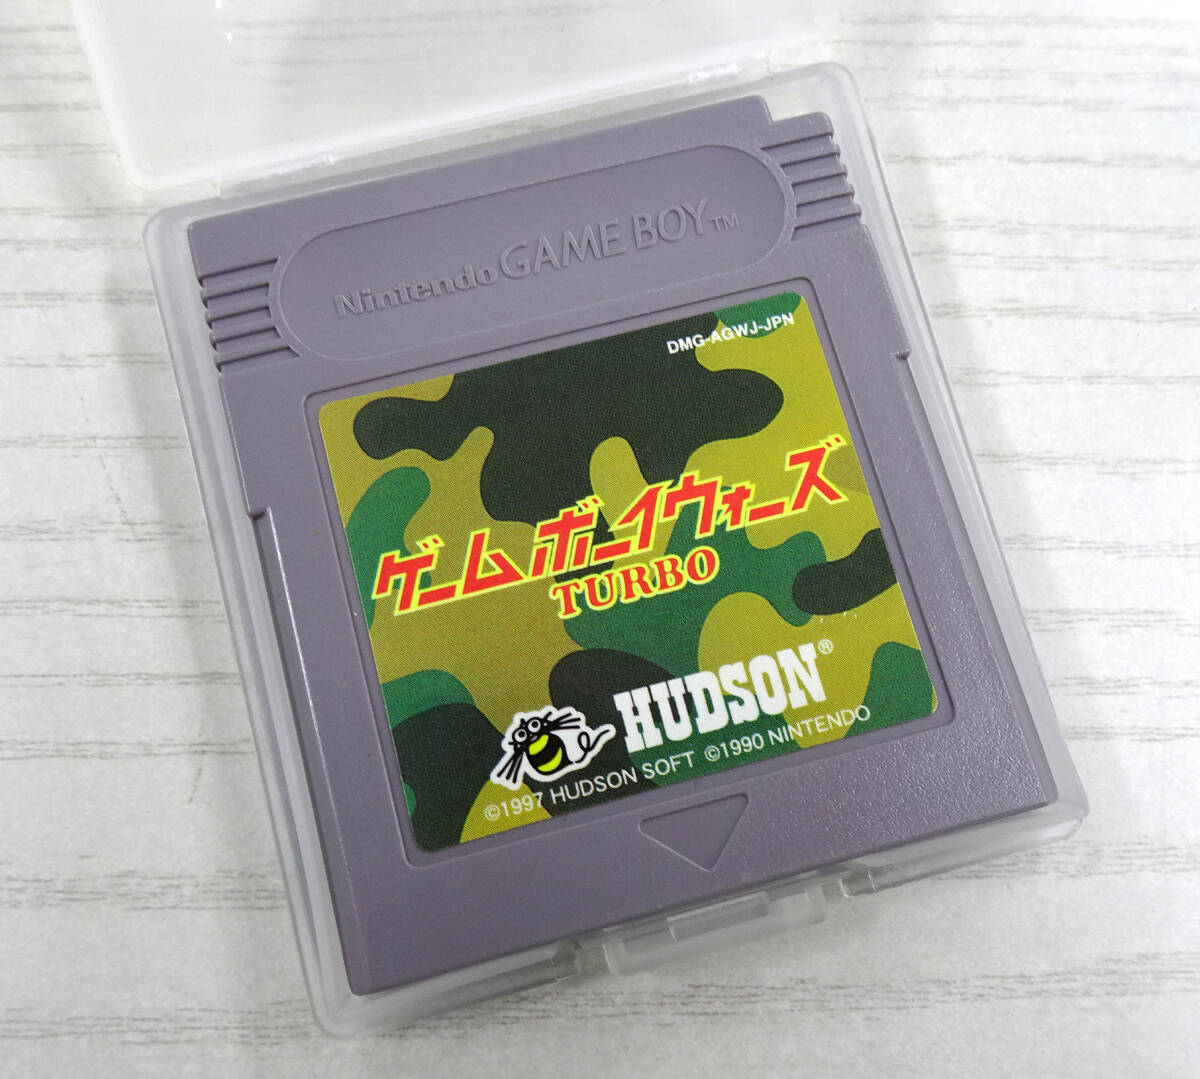 Nintendo GAME BOY™
DMG-AGWJ-JPN
ゲームボーイウォーズ
TURBO
HUDSON®
©1997 HUDSON SOFT ©1990 NINTENDO